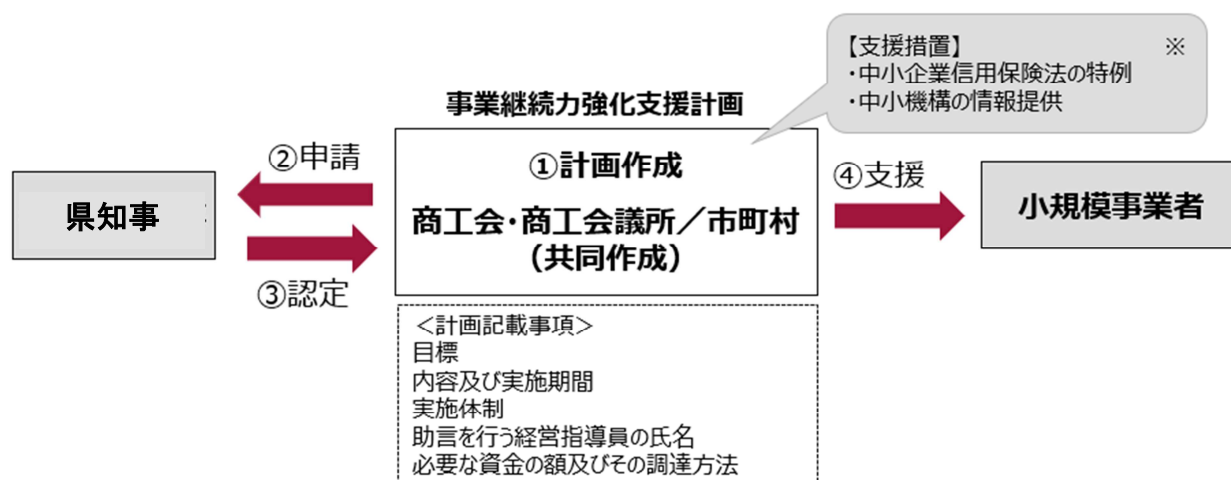 【支援措置】 ※
・中小企業信用保険法の特例
・中小機構の情報提供
事業継続力強化支援計画
②申請
①計画作成
④支援
県知事
商工会・商工会議所／市町村
（共同作成）
小規模事業者
③認定
＜計画記載事項＞
目標
内容及び実施期間
実施体制
助言を行う経営指導員の氏名
必要な資金の額及びその調達方法